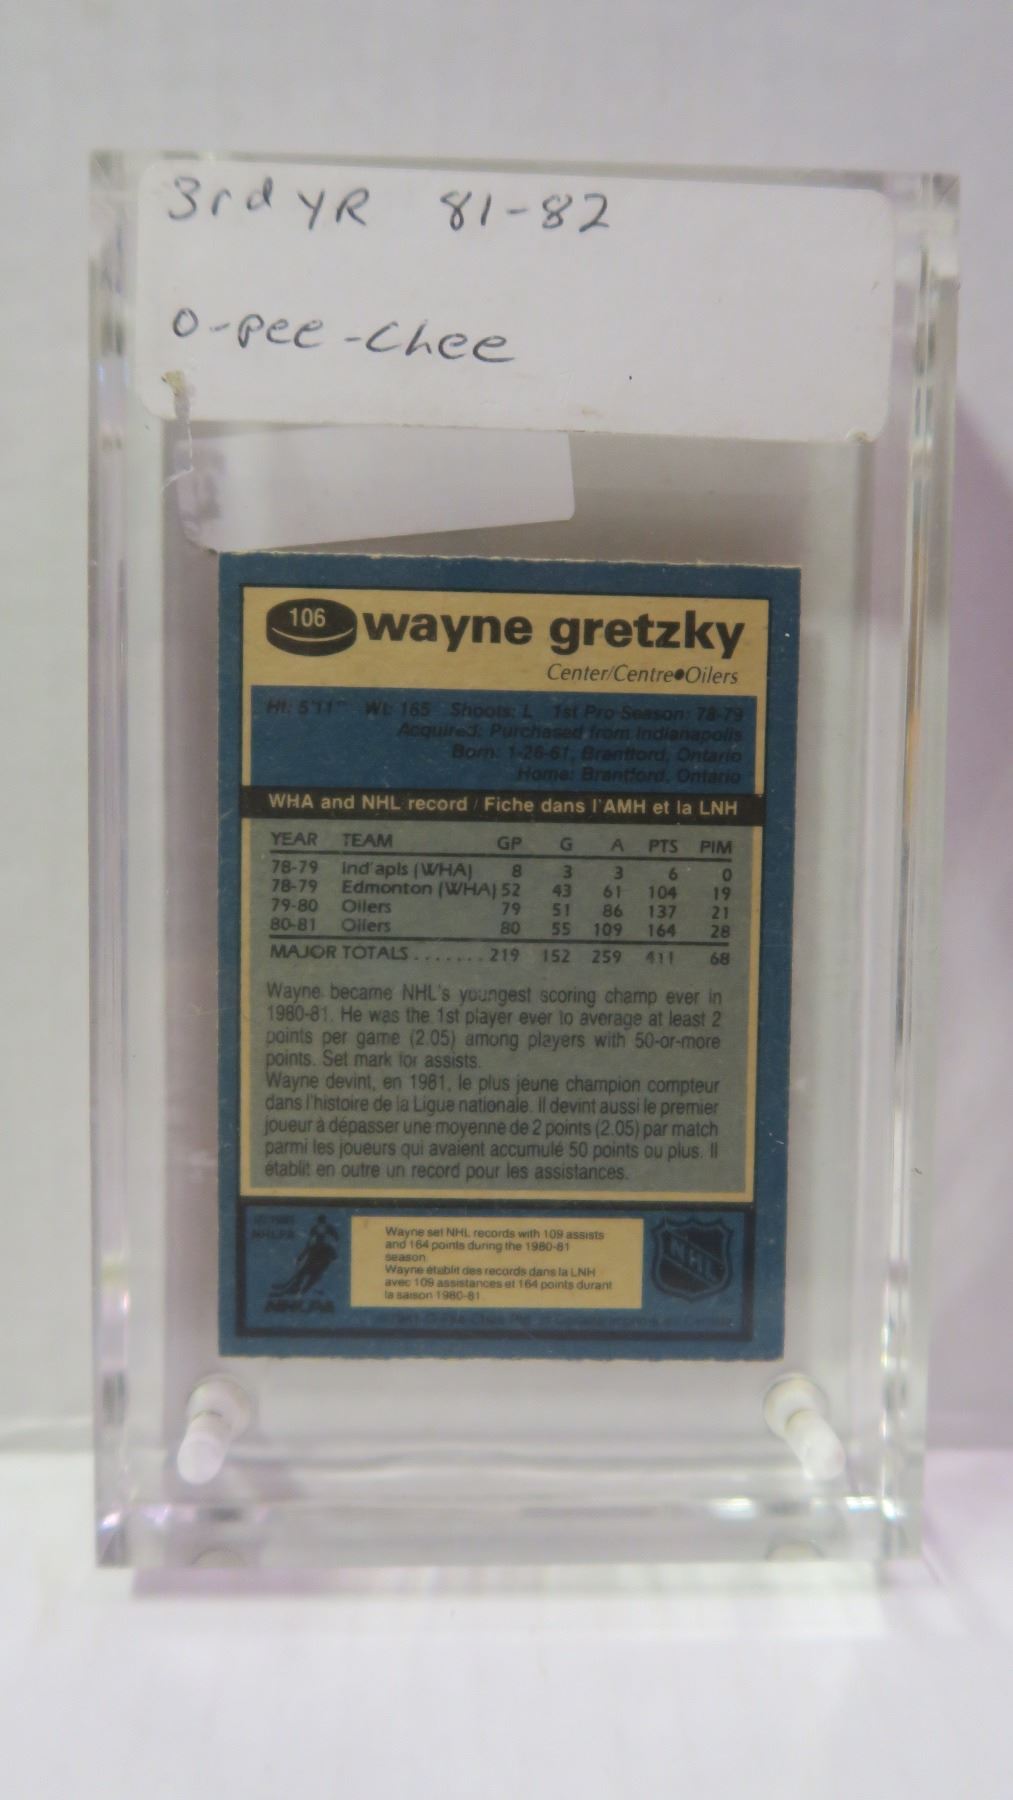 3rd YR 81-82
O-Pee-Chee
106 wayne gretzky
Center/Centre•Oilers
Ht: 5'11" Wt: 165 Shoots: L 1st Pro Season: 78-79
Acquired: Purchased from Indianapolis
Born: 1-26-61, Brantford, Ontario
Home: Brantford, Ontario
WHA and NHL record / Fiche dans l'AMH et la LNH
YEAR TEAM GP G A PTS PIM
78-79 Ind'apls (WHA) 8 3 3 6 0
78-79 Edmonton (WHA) 52 43 61 104 19
79-80 Oilers 79 51 86 137 21
80-81 Oilers 80 55 109 164 28
MAJOR TOTALS ....... 219 152 259 411 68
Wayne became NHL's youngest scoring champ ever in
1980-81. He was the 1st player ever to average at least 2
points per game (2.05) among players with 50-or-more
points. Set mark for assists.
Wayne devint, en 1981, le plus jeune champion compteur
dans l'histoire de la Ligue nationale. Il devint aussi le premier
joueur à dépasser une moyenne de 2 points (2.05) par match
parmi les joueurs qui avaient accumulé 50 points ou plus. Il
établit en outre un record pour les assistances.
NHLPA
Wayne set NHL records with 109 assists
and 164 points during the 1980-81
season.
Wayne établit des records dans la LNH
avec 109 assistances et 164 points durant
la saison 1980-81.
NHL
NHLPA